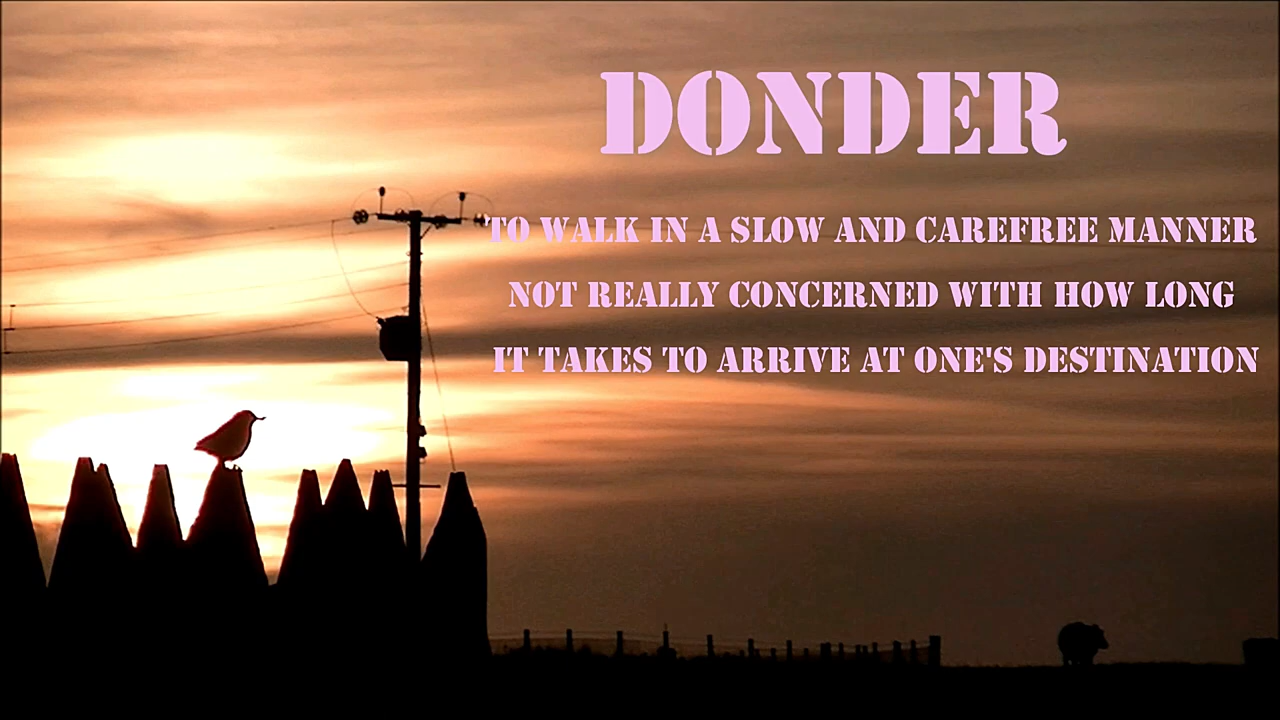 DONDER
TO WALK IN A SLOW AND CAREFREE MANNER
NOT REALLY CONCERNED WITH HOW LONG
IT TAKES TO ARRIVE AT ONE'S DESTINATION